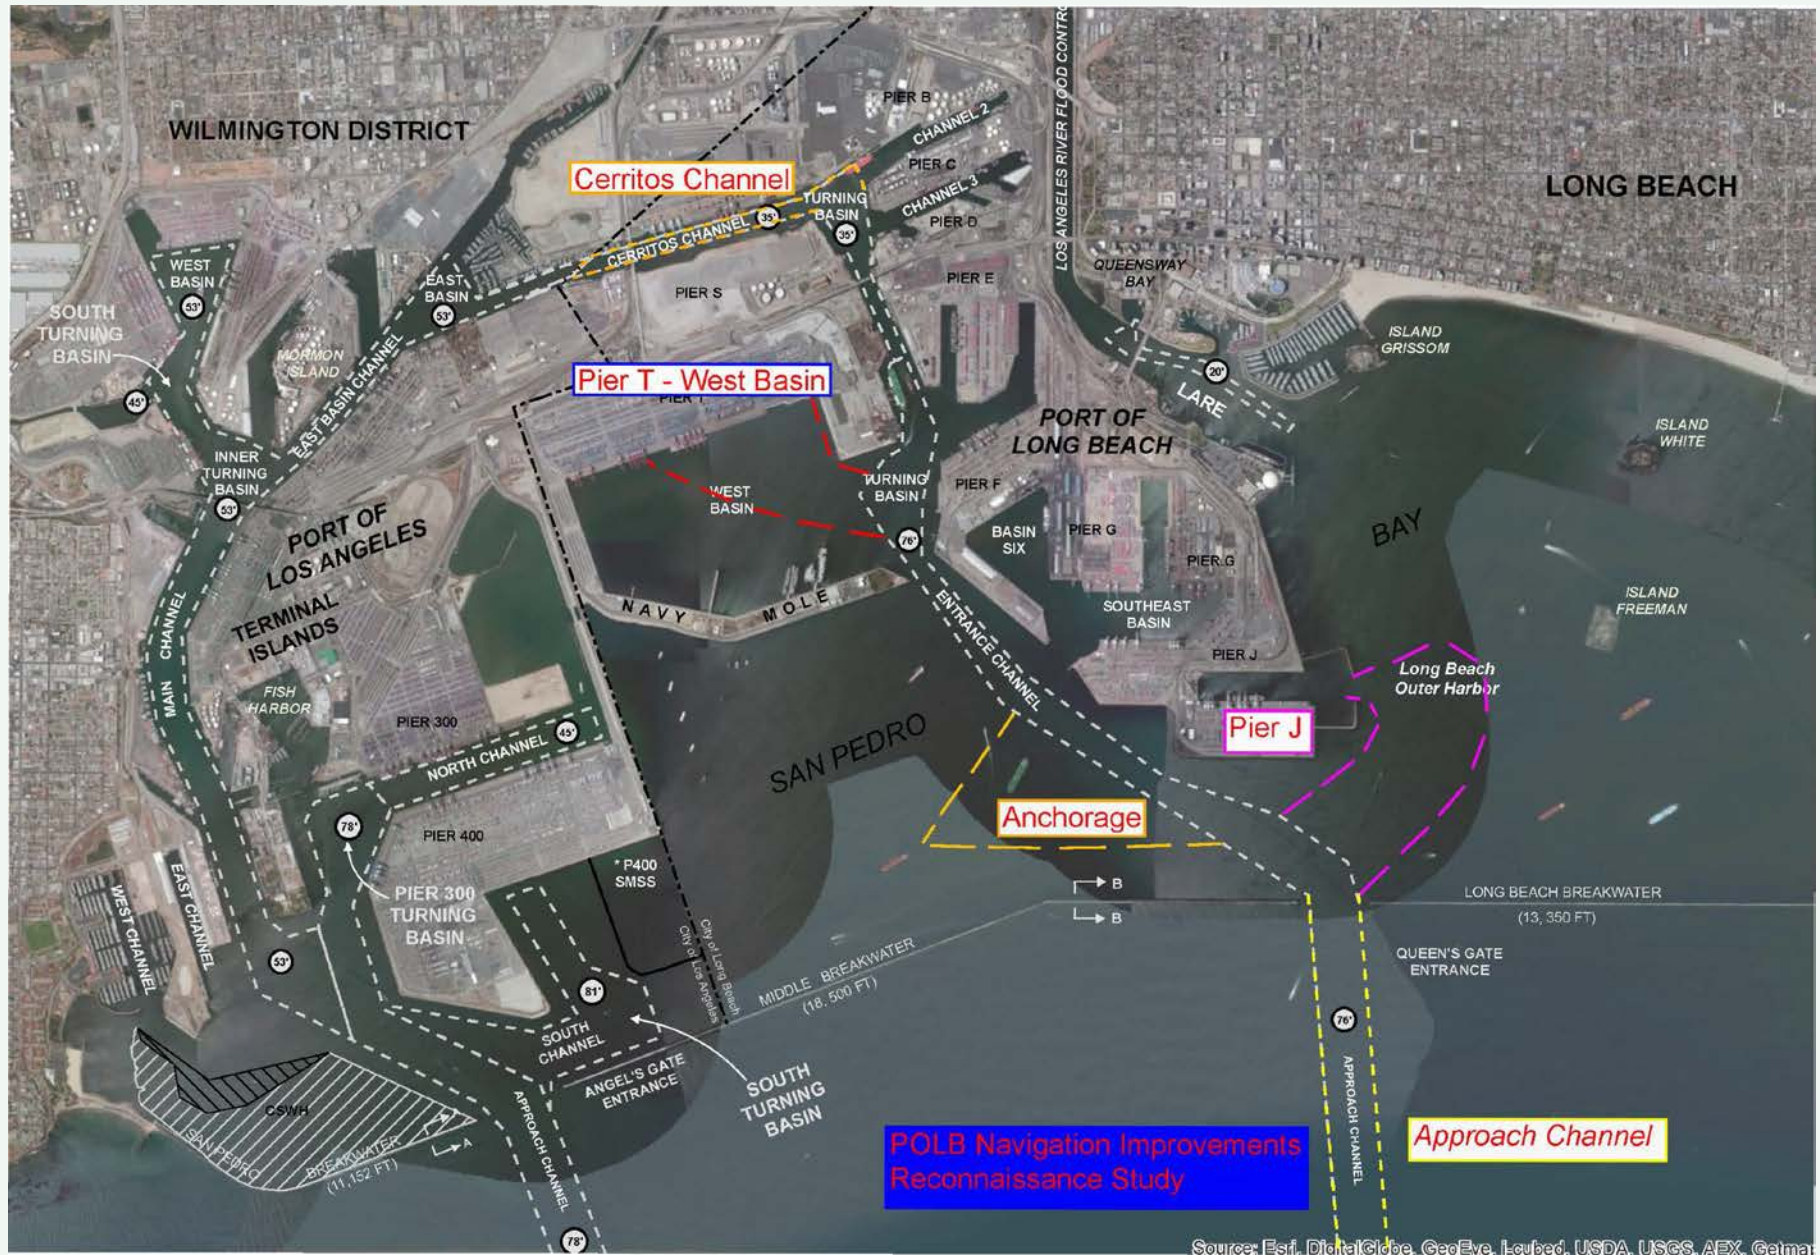 WILMINGTON DISTRICT
PIER B
CHANNEL 2
LOS ANGELES RIVER FLOOD CONTRO
Cerritos Channel
PIER C
CHANNEL 3
LONG BEACH
TURNING
BASIN
35'
CERRITOS CHANNEL
35'
PIER D
WEST
BASIN
53'
EAST
BASIN
53'
PIER S
PIER E
QUEENSWAY
BAY
SOUTH
TURNING
BASIN
45'
MORMON
ISLAND
EAST BASIN CHANNEL
Pier T - West Basin
ISLAND
GRISSOM
20'
LARE
PORT OF
LONG BEACH
ISLAND
WHITE
INNER
TURNING
BASIN
53'
WEST
BASIN
TURNING
BASIN
76'
PIER F
BASIN
SIX
PIER G
PIER G
BAY
PORT OF
LOS ANGELES
TERMINAL
ISLANDS
MAIN CHANNEL
NAVY MOLE
ENTRANCE CHANNEL
SOUTHEAST
BASIN
PIER J
ISLAND
FREEMAN
Long Beach
Outer Harbor
FISH
HARBOR
PIER 300
NORTH CHANNEL
45'
Pier J
SAN PEDRO
78'
PIER 400
Anchorage
* P400
SMSS
PIER 300
TURNING
BASIN
WEST CHANNEL
EAST CHANNEL
53'
B
B
LONG BEACH BREAKWATER
(13, 350 FT)
City of Long Beach
City of Los Angelas
MIDDLE BREAKWATER
(18, 500 FT)
QUEEN'S GATE
ENTRANCE
81'
SOUTH
CHANNEL
76'
ANGEL'S GATE
ENTRANCE
SOUTH
TURNING
BASIN
CSWH
SAN PEDRO BREAKWATER
(11,152 FT)
A
APPROACH CHANNEL
78'
APPROACH CHANNEL
Approach Channel
POLB Navigation Improvements
Reconnaissance Study
Source: Esri, DigitalGlobe, GeoEye, i-cubed, USDA, USGS, AEX, Getma